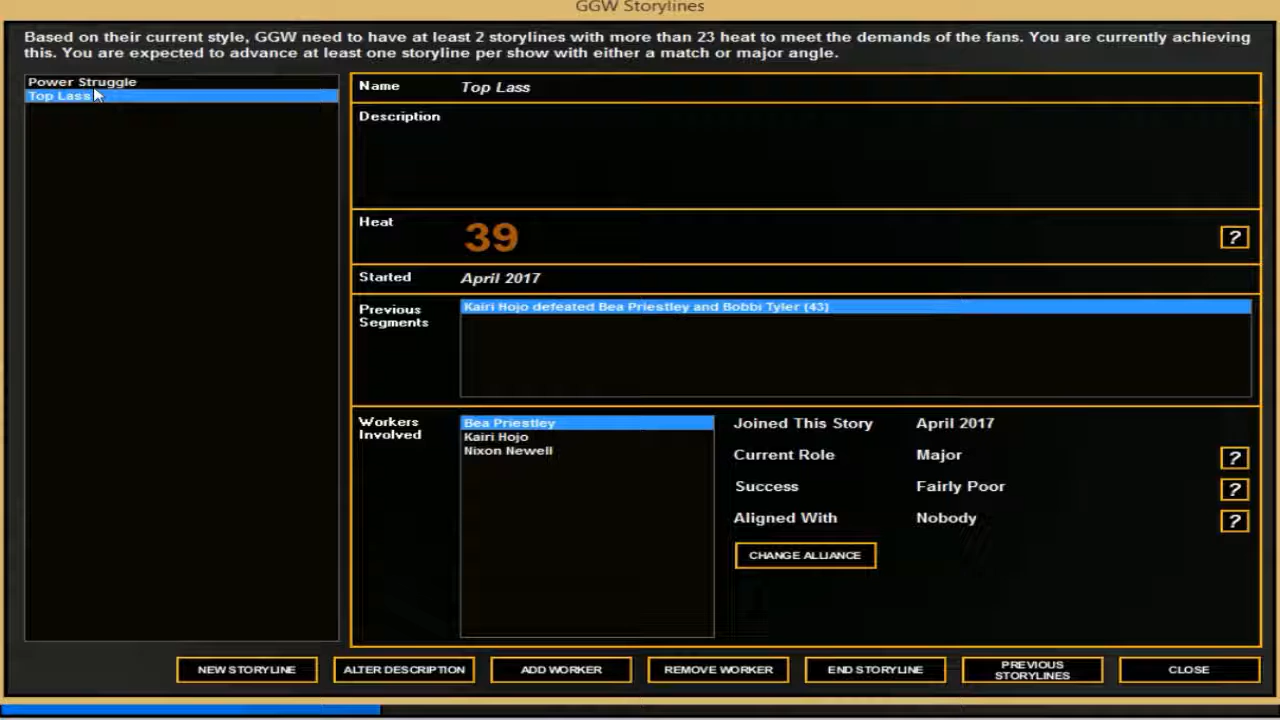 GGW Storylines
Based on their current style, GGW need to have at least 2 storylines with more than 23 heat to meet the demands of the fans. You are currently achieving
this. You are expected to advance at least one storyline per show with either a match or major angle.
Power Struggle
Top Lass
Name
Top Lass
Description
Heat
39
?
Started
April 2017
Previous
Segments
Kairi Hojo defeated Bea Priestley and Bobbi Tyler (43)
Workers
Involved
Bea Priestley
Kairi Hojo
Nixon Newell
Joined This Story
April 2017
Current Role
Major
?
Success
Fairly Poor
?
Aligned With
Nobody
?
CHANGE ALLIANCE
NEW STORYLINE
ALTER DESCRIPTION
ADD WORKER
REMOVE WORKER
END STORYLINE
PREVIOUS
STORYLINES
CLOSE